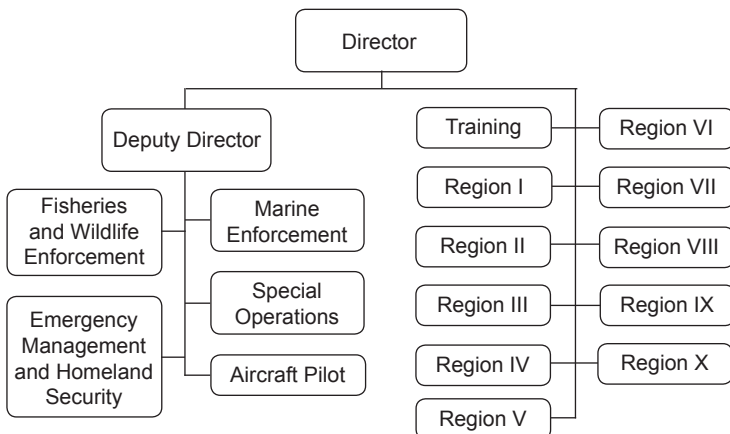 Director
Deputy Director
Fisheries
and Wildlife
Enforcement
Marine
Enforcement
Special
Operations
Emergency
Management
and Homeland
Security
Aircraft Pilot
Training
Region I
Region II
Region III
Region IV
Region V
Region VI
Region VII
Region VIII
Region IX
Region X